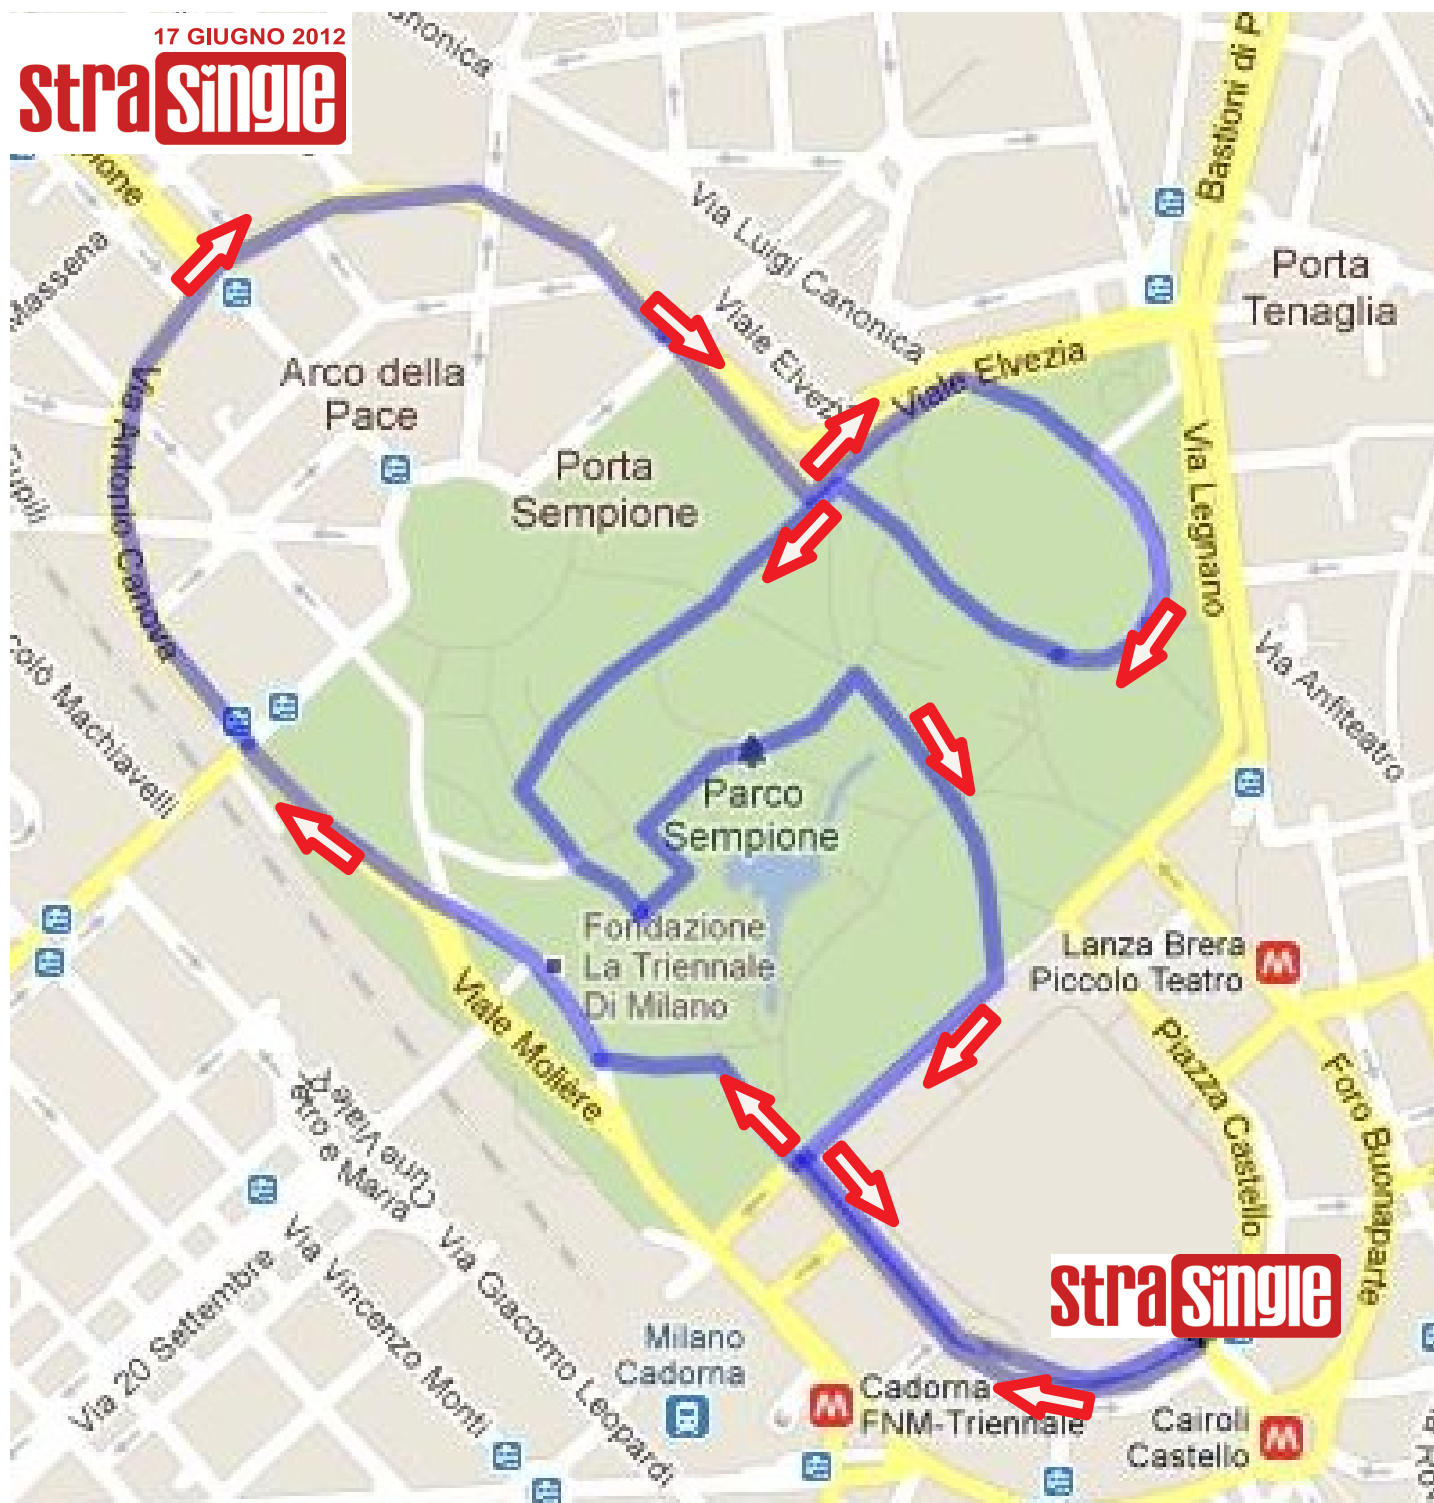 17 GIUGNO 2012
strasingle
Via Luigi Canonica
Bastioni di P
Massena
Porta
Tenaglia
Viale Elvezia
Viale Elvezia
Arco della
Pace
Via Antonio Canova
Porta
Sempione
Via Legnano
Via Anfiteatro
colò Machiavelli
Parco
Sempione
Fondazione
La Triennale
Di Milano
Lanza Brera
Piccolo Teatro
Viale Molière
Piazza Castello
Foro Buonaparte
Via 20 Settembre
Via Vincenzo Monti
Via Giacomo Leopardi
strasingle
Milano
Cadorna
Cadorna
FNM-Triennale
Cairoli
Castello